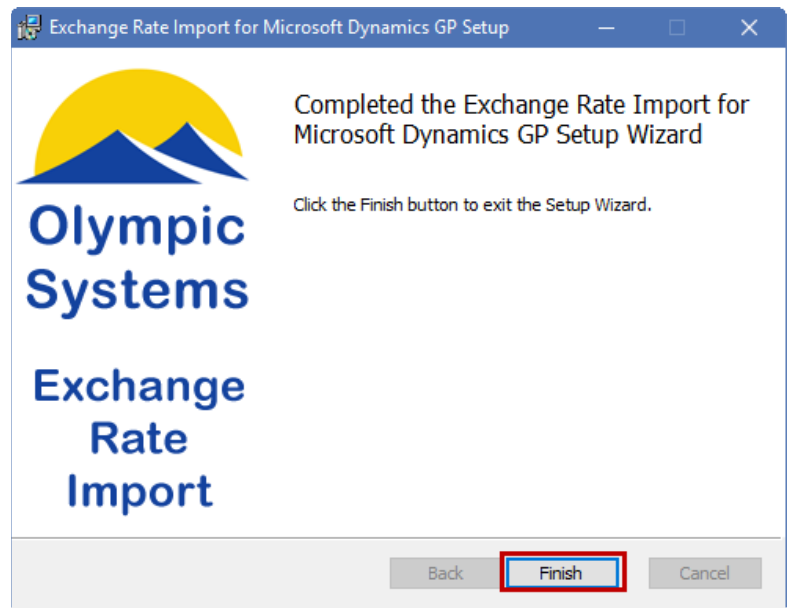 Exchange Rate Import for Microsoft Dynamics GP Setup
Completed the Exchange Rate Import for
Microsoft Dynamics GP Setup Wizard
Click the Finish button to exit the Setup Wizard.
Olympic
Systems
Exchange
Rate
Import
Back
Finish
Cancel